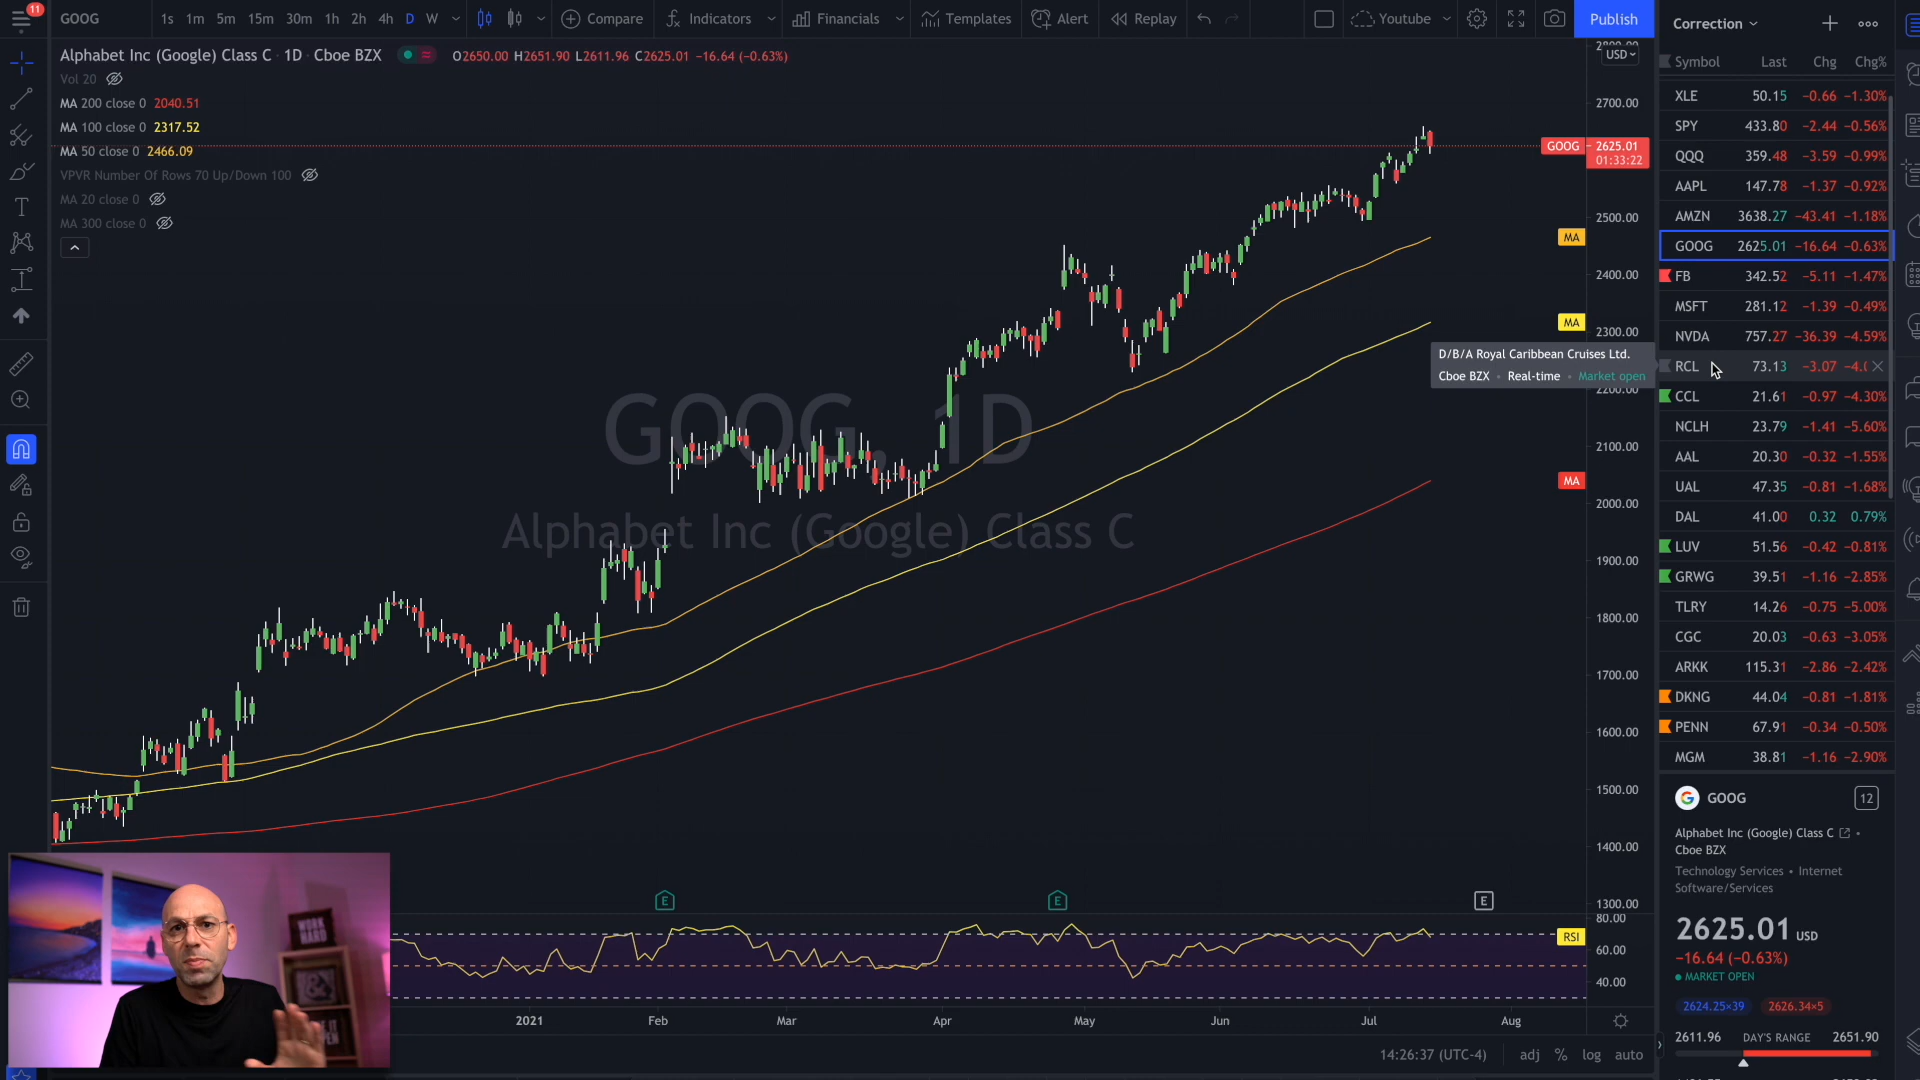 11
GOOG
1s 1m 5m 15m 30m 1h 2h 4h D W
Compare
Indicators
Financials
Templates
Alert
Replay
Youtube
Publish
Alphabet Inc (Google) Class C · 1D · Cboe BZX
O2650.00 H2651.90 L2611.96 C2625.01 −16.64 (−0.63%)
Vol 20
MA 200 close 0 2040.51
MA 100 close 0 2317.52
MA 50 close 0 2466.09
VPVR Number Of Rows 70 Up/Down 100
MA 20 close 0
MA 300 close 0
GOOG, 1D
Alphabet Inc (Google) Class C
2800.00
USD
2700.00
GOOG 2625.01
01:33:22
2500.00
MA
2400.00
MA
2300.00
2200.00
2100.00
MA
2000.00
1900.00
1800.00
1700.00
1600.00
1500.00
1400.00
1300.00
D/B/A Royal Caribbean Cruises Ltd.
Cboe BZX • Real-time • Market open
E
E
E
80.00
RSI
60.00
40.00
2021 Feb Mar Apr May Jun Jul Aug
14:26:37 (UTC-4) adj % log auto
WORK
HARD
&
Correction
Symbol Last Chg Chg%
XLE 50.15 −0.66 −1.30%
SPY 433.80 −2.44 −0.56%
QQQ 359.48 −3.59 −0.99%
AAPL 147.78 −1.37 −0.92%
AMZN 3638.27 −43.41 −1.18%
GOOG 2625.01 −16.64 −0.63%
FB 342.52 −5.11 −1.47%
MSFT 281.12 −1.39 −0.49%
NVDA 757.27 −36.39 −4.59%
RCL 73.13 −3.07
CCL 21.61 −0.97 −4.30%
NCLH 23.79 −1.41 −5.60%
AAL 20.30 −0.32 −1.55%
UAL 47.35 −0.81 −1.68%
DAL 41.00 0.32 0.79%
LUV 51.56 −0.42 −0.81%
GRWG 39.51 −1.16 −2.85%
TLRY 14.26 −0.75 −5.00%
CGC 20.03 −0.63 −3.05%
ARKK 115.31 −2.86 −2.42%
DKNG 44.04 −0.81 −1.81%
PENN 67.91 −0.34 −0.50%
MGM 38.81 −1.16 −2.90%
G GOOG 12
Alphabet Inc (Google) Class C •
Cboe BZX
Technology Services • Internet
Software/Services
2625.01 USD
−16.64 (−0.63%)
MARKET OPEN
2624.25×39 2626.34×5
2611.96 DAY'S RANGE 2651.90